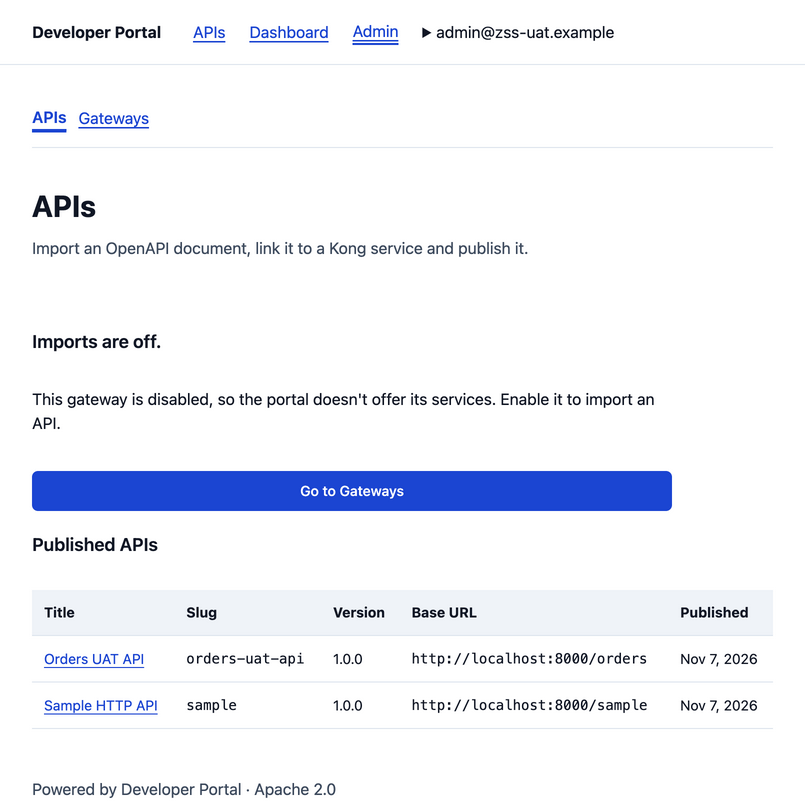 Developer Portal APIs Dashboard Admin ▶ admin@zss-uat.example
APIs Gateways
APIs
Import an OpenAPI document, link it to a Kong service and publish it.
Imports are off.
This gateway is disabled, so the portal doesn't offer its services. Enable it to import an
API.
Go to Gateways
Published APIs
Title Slug Version Base URL Published
Orders UAT API orders-uat-api 1.0.0 http://localhost:8000/orders Nov 7, 2026
Sample HTTP API sample 1.0.0 http://localhost:8000/sample Nov 7, 2026
Powered by Developer Portal · Apache 2.0